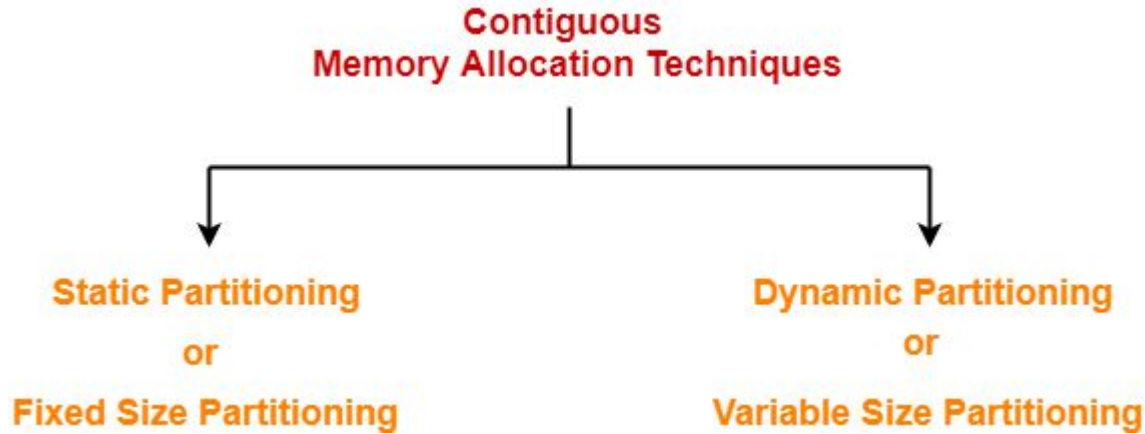 Contiguous
Memory Allocation Techniques
Static Partitioning
or
Fixed Size Partitioning
Dynamic Partitioning
or
Variable Size Partitioning